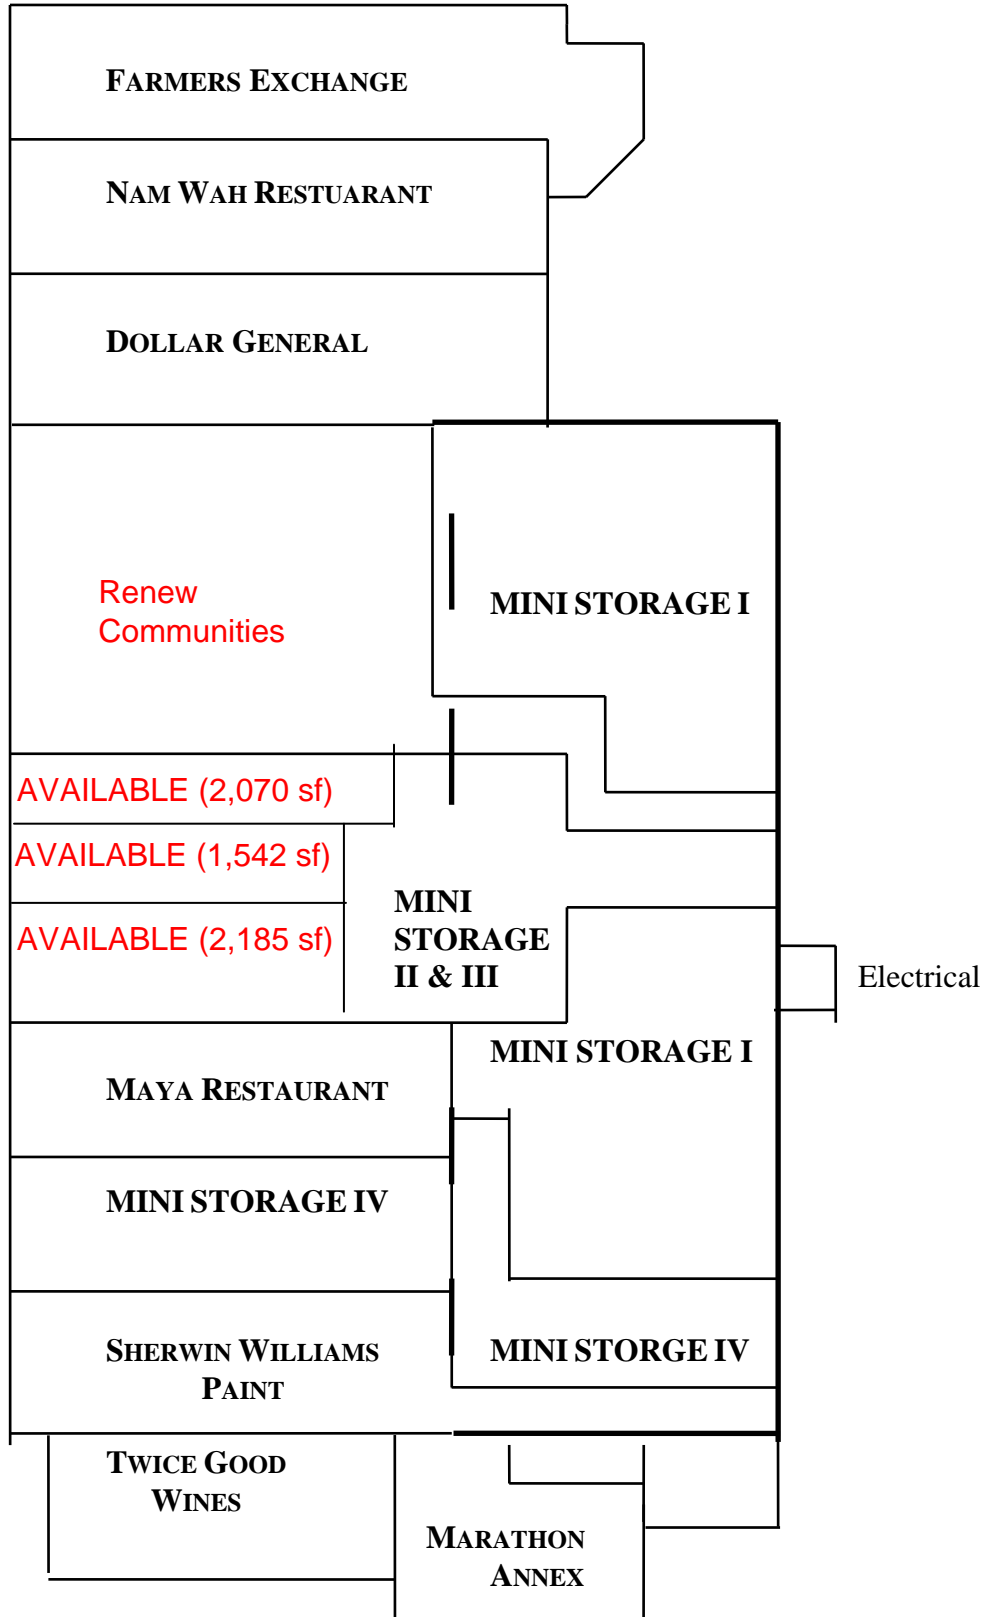 FARMERS EXCHANGE
NAM WAH RESTUARANT
DOLLAR GENERAL
Renew
Communities
MINI STORAGE I
AVAILABLE (2,070 sf)
AVAILABLE (1,542 sf)
AVAILABLE (2,185 sf)
MINI
STORAGE
II & III
Electrical
MINI STORAGE I
MAYA RESTAURANT
MINI STORAGE IV
SHERWIN WILLIAMS
PAINT
MINI STORGE IV
TWICE GOOD
WINES
MARATHON
ANNEX